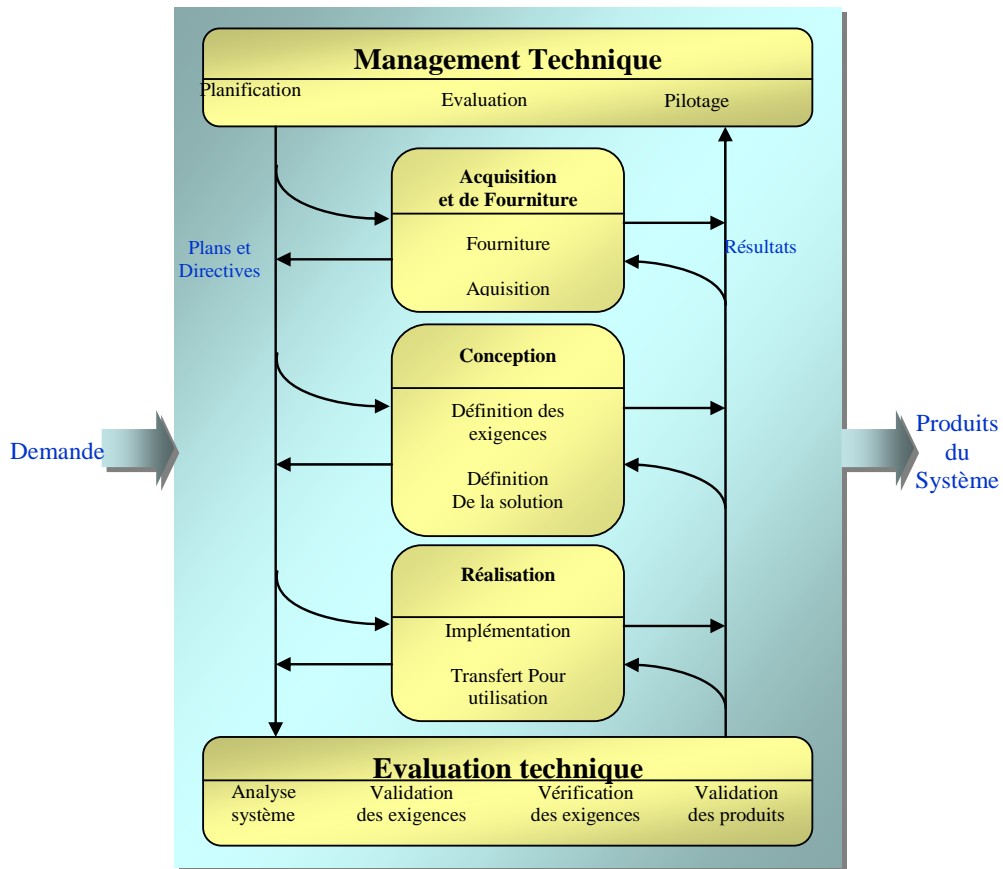 Management Technique
Planification
Evaluation
Pilotage
Acquisition
et de Fourniture
Fourniture
Aquisition
Plans et
Directives
Résultats
Conception
Définition des
exigences
Définition
De la solution
Demande
Produits
du
Système
Réalisation
Implémentation
Transfert Pour
utilisation
Evaluation technique
Analyse
système
Validation
des exigences
Vérification
des exigences
Validation
des produits